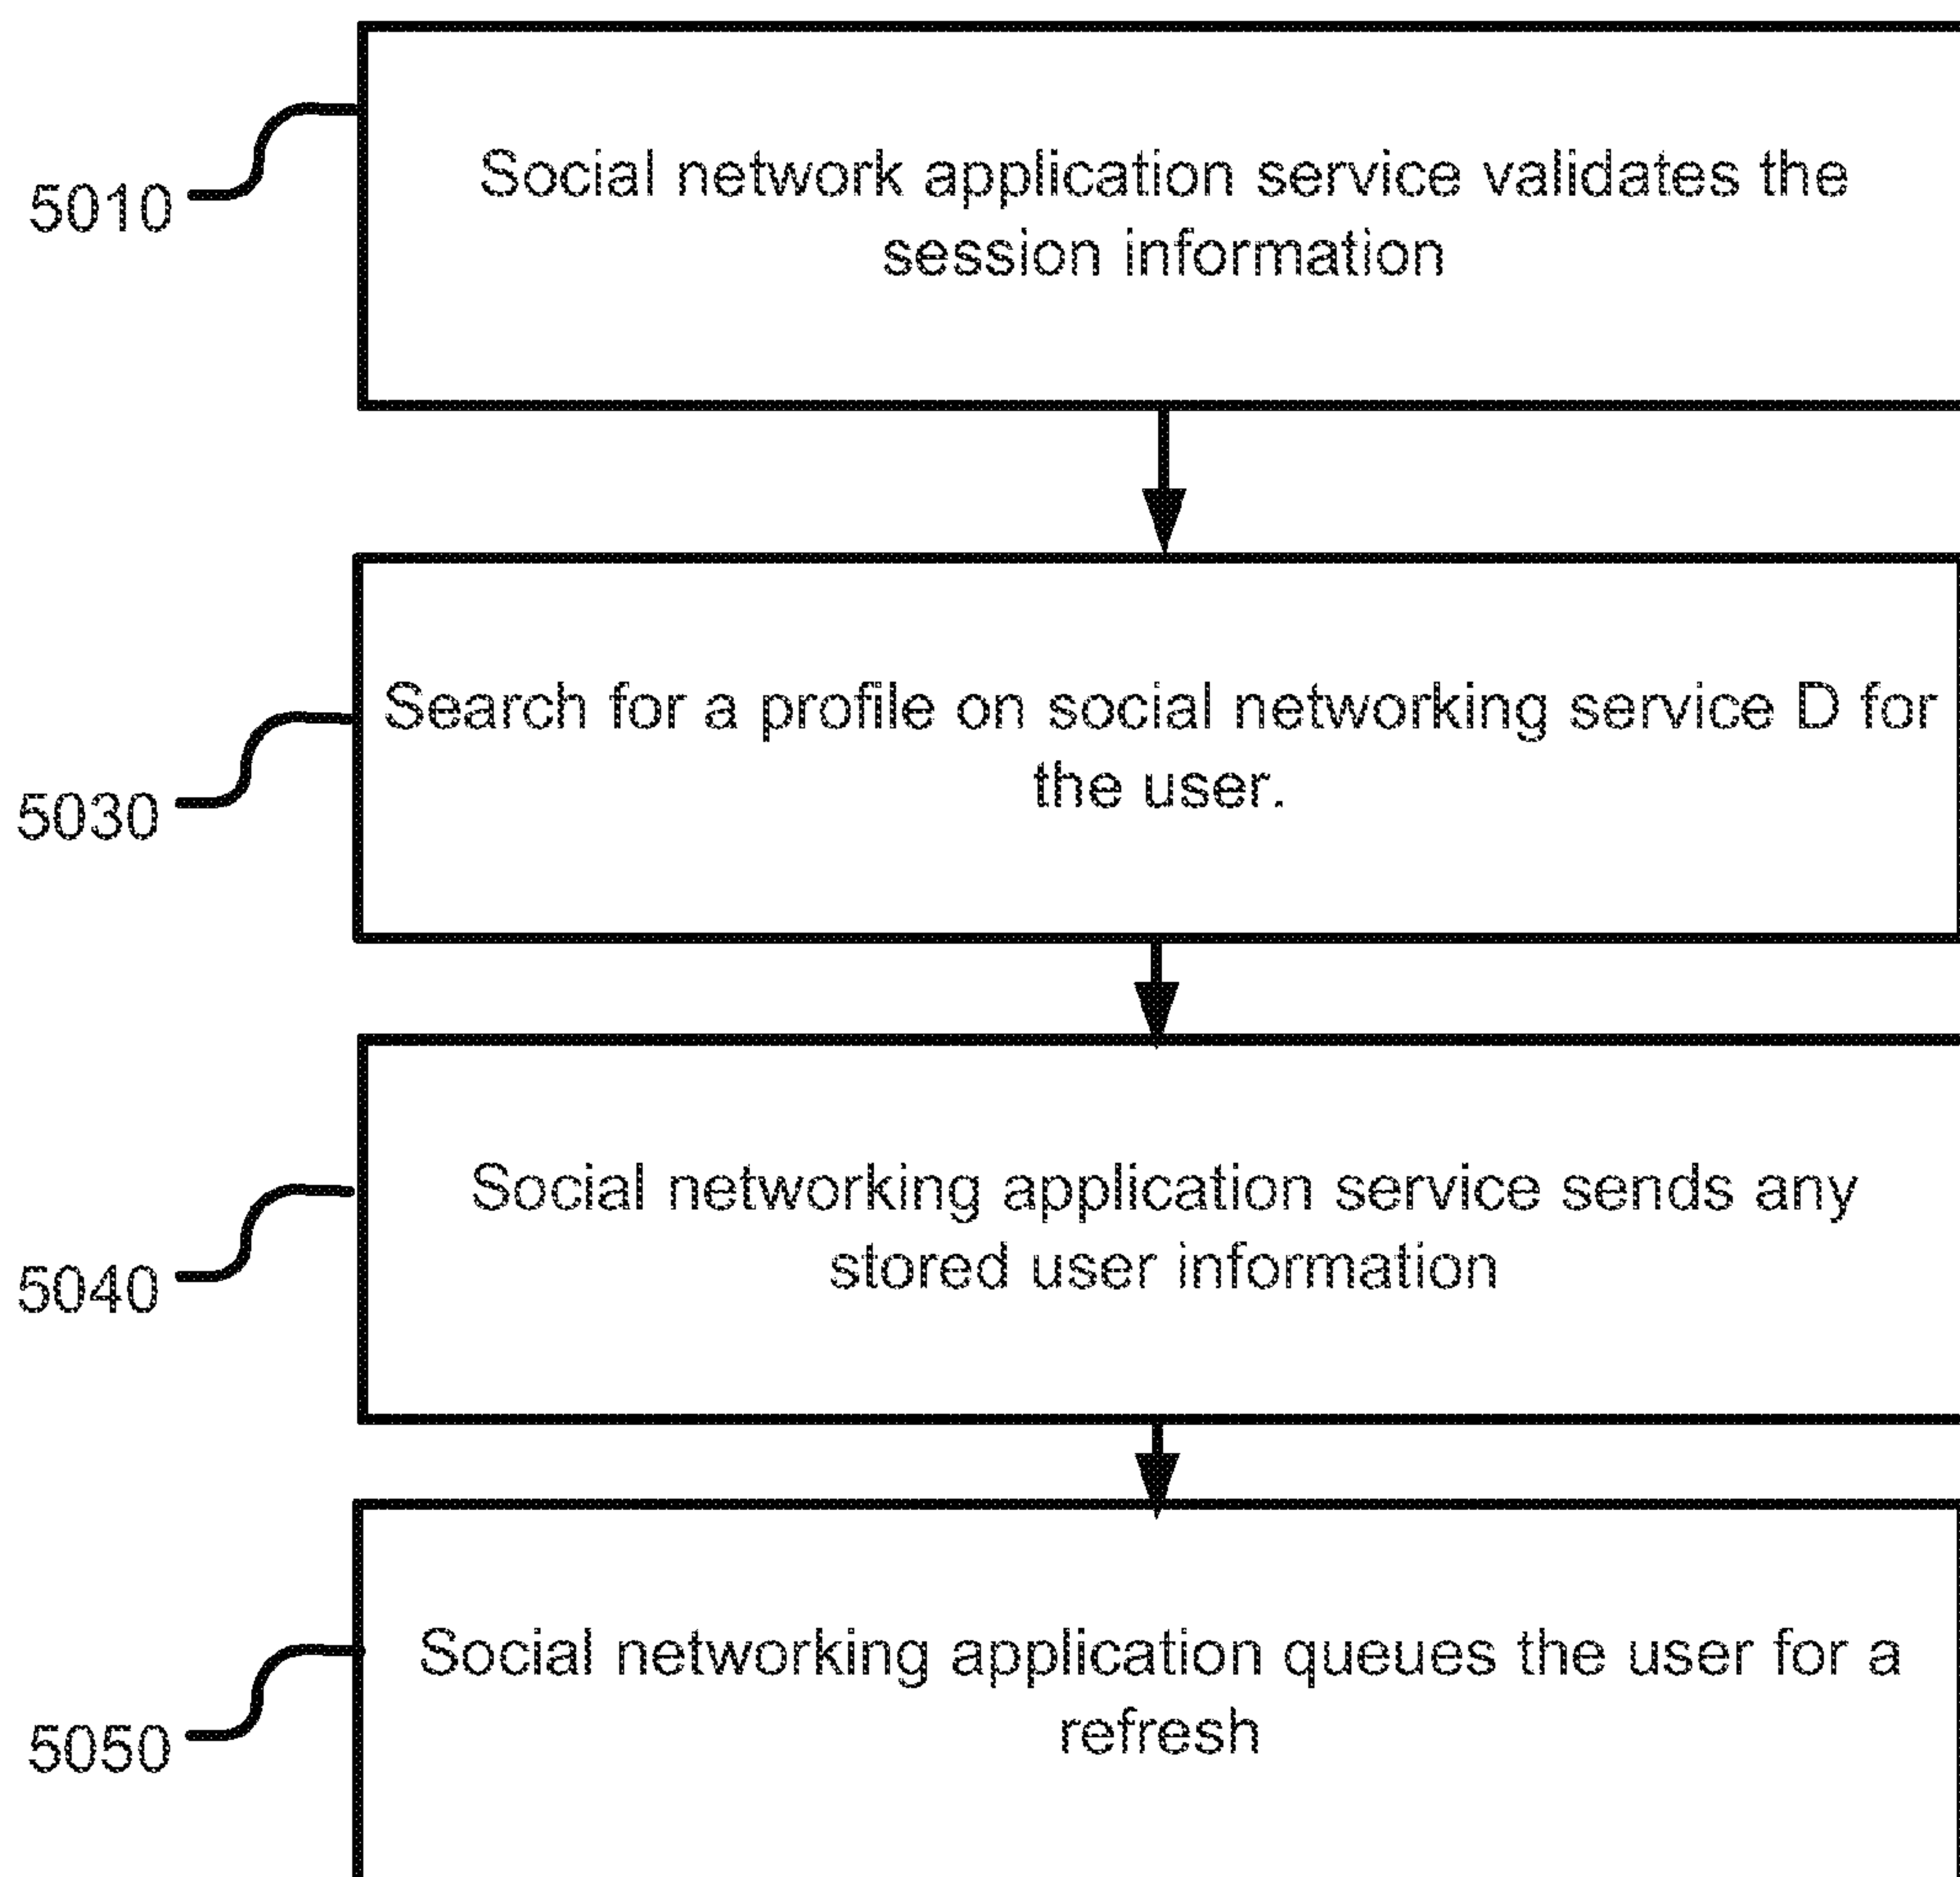 Social network application service validates the
session information
5010
Search for a profile on social networking service D for
the user.
5030
Social networking application service sends any
stored user information
5040
Social networking application queues the user for a
refresh
5050